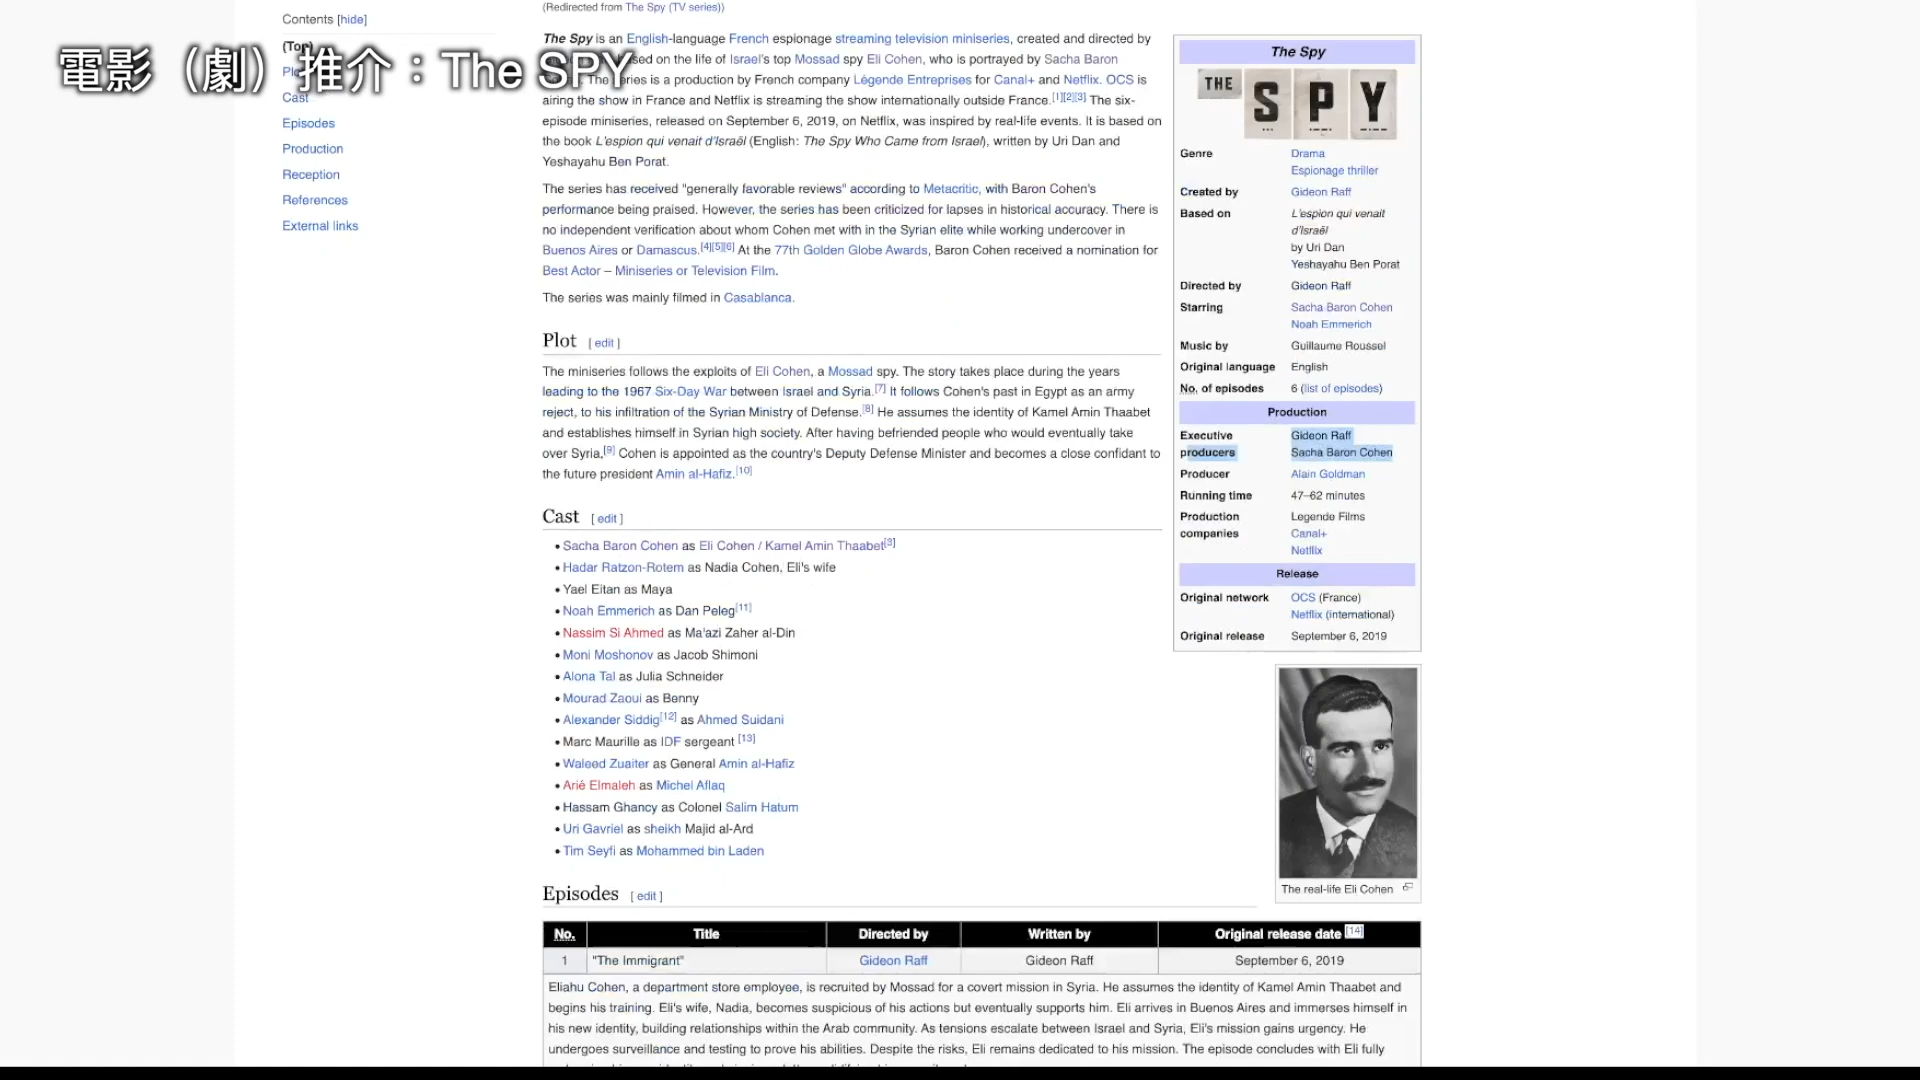 (Redirected from The Spy (TV series))
電影（劇）推介：The SPY
Contents [hide]
(Top)
Cast
Episodes
Production
Reception
References
External links
The Spy is an English-language French espionage streaming television miniseries, created and directed by
sed on the life of Israel's top Mossad spy Eli Cohen, who is portrayed by Sacha Baron
The series is a production by French company Légende Entreprises for Canal+ and Netflix. OCS is
airing the show in France and Netflix is streaming the show internationally outside France.[1][2][3] The six-
episode miniseries, released on September 6, 2019, on Netflix, was inspired by real-life events. It is based on
the book L'espion qui venait d'Israël (English: The Spy Who Came from Israel), written by Uri Dan and
Yeshayahu Ben Porat.
The series has received "generally favorable reviews" according to Metacritic, with Baron Cohen's
performance being praised. However, the series has been criticized for lapses in historical accuracy. There is
no independent verification about whom Cohen met with in the Syrian elite while working undercover in
Buenos Aires or Damascus.[4][5][6] At the 77th Golden Globe Awards, Baron Cohen received a nomination for
Best Actor – Miniseries or Television Film.
The series was mainly filmed in Casablanca.
Plot [ edit ]
The miniseries follows the exploits of Eli Cohen, a Mossad spy. The story takes place during the years
leading to the 1967 Six-Day War between Israel and Syria.[7] It follows Cohen's past in Egypt as an army
reject, to his infiltration of the Syrian Ministry of Defense.[8] He assumes the identity of Kamel Amin Thaabet
and establishes himself in Syrian high society. After having befriended people who would eventually take
over Syria,[9] Cohen is appointed as the country's Deputy Defense Minister and becomes a close confidant to
the future president Amin al-Hafiz.[10]
Cast [ edit ]
• Sacha Baron Cohen as Eli Cohen / Kamel Amin Thaabet[3]
• Hadar Ratzon-Rotem as Nadia Cohen, Eli's wife
• Yael Eitan as Maya
• Noah Emmerich as Dan Peleg[11]
• Nassim Si Ahmed as Ma'azi Zaher al-Din
• Moni Moshonov as Jacob Shimoni
• Alona Tal as Julia Schneider
• Mourad Zaoui as Benny
• Alexander Siddig[12] as Ahmed Suidani
• Marc Maurille as IDF sergeant [13]
• Waleed Zuaiter as General Amin al-Hafiz
• Arié Elmaleh as Michel Aflaq
• Hassam Ghancy as Colonel Salim Hatum
• Uri Gavriel as sheikh Majid al-Ard
• Tim Seyfi as Mohammed bin Laden
The Spy
THE SPY
Genre Drama
Espionage thriller
Created by Gideon Raff
Based on L'espion qui venait
d'Israël
by Uri Dan
Yeshayahu Ben Porat
Directed by Gideon Raff
Starring Sacha Baron Cohen
Noah Emmerich
Music by Guillaume Roussel
Original language English
No. of episodes 6 (list of episodes)
Production
Executive Gideon Raff
producers Sacha Baron Cohen
Producer Alain Goldman
Running time 47–62 minutes
Production Legende Films
companies Canal+
Netflix
Release
Original network OCS (France)
Netflix (international)
Original release September 6, 2019
The real-life Eli Cohen
Episodes [ edit ]
No. Title Directed by Written by Original release date [14]
1 "The Immigrant" Gideon Raff Gideon Raff September 6, 2019
Eliahu Cohen, a department store employee, is recruited by Mossad for a covert mission in Syria. He assumes the identity of Kamel Amin Thaabet and
begins his training. Eli's wife, Nadia, becomes suspicious of his actions but eventually supports him. Eli arrives in Buenos Aires and immerses himself in
his new identity, building relationships within the Arab community. As tensions escalate between Israel and Syria, Eli's mission gains urgency. He
undergoes surveillance and testing to prove his abilities. Despite the risks, Eli remains dedicated to his mission. The episode concludes with Eli fully